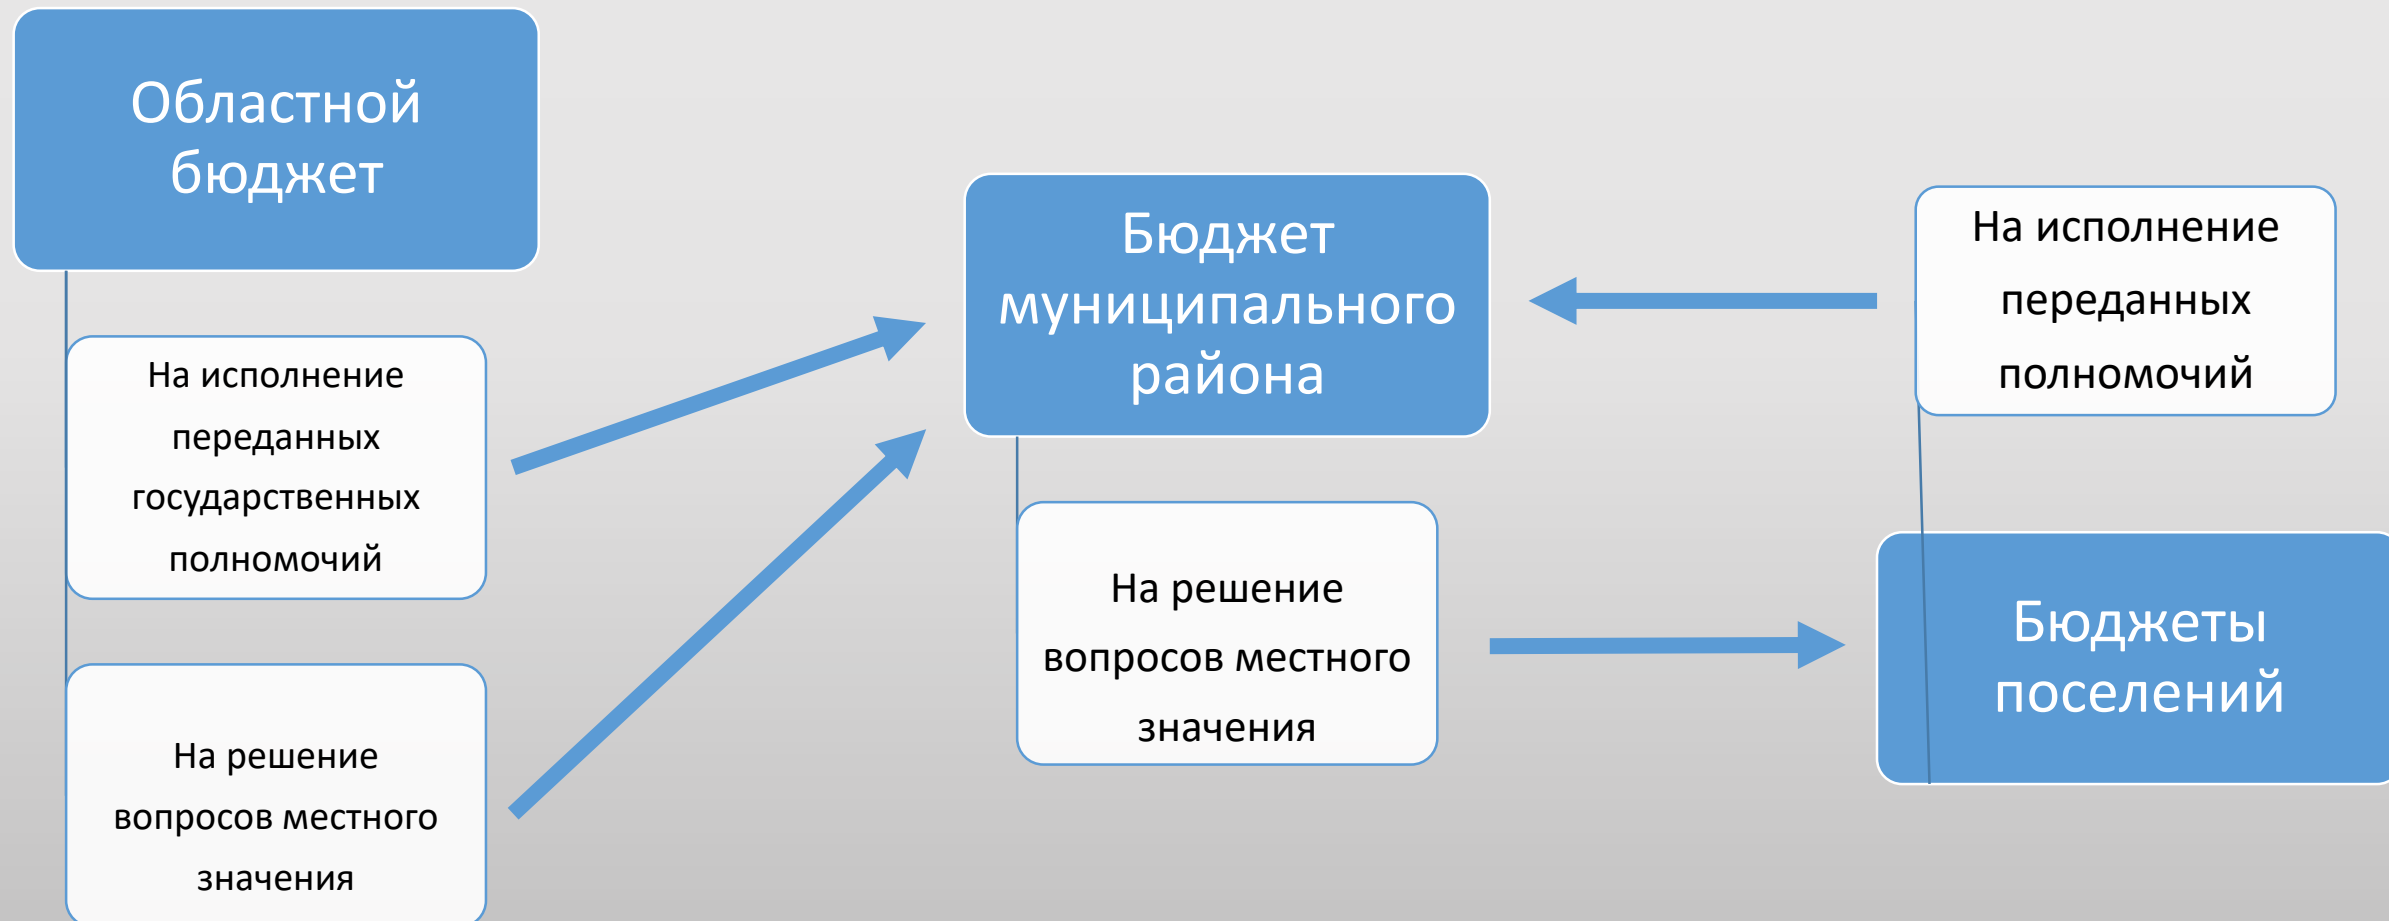 Областной
бюджет
На исполнение
переданных
государственных
полномочий
На решение
вопросов местного
значения
Бюджет
муниципального
района
На решение
вопросов местного
значения
На исполнение
переданных
полномочий
Бюджеты
поселений